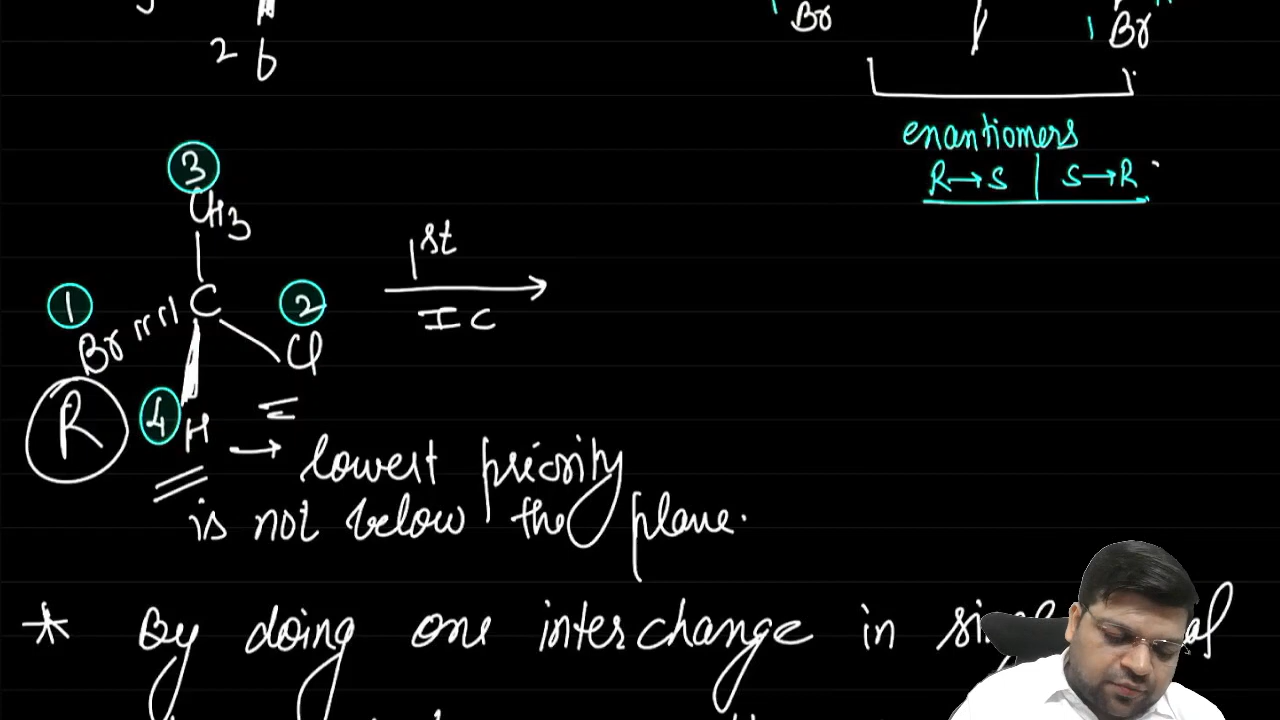 2 b
Br
1 Br
enantiomers
R→S | S→R
3
CH3
1 C 2
Br Cl
R 4 H
1st
IC
→ lowest priority
is not below the plane.
* By doing one interchange in